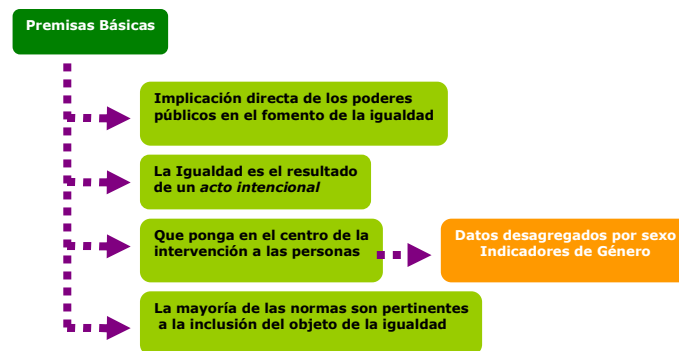 Premisas Básicas
Implicación directa de los poderes
públicos en el fomento de la igualdad
La Igualdad es el resultado
de un acto intencional
Que ponga en el centro de la
intervención a las personas
Datos desagregados por sexo
Indicadores de Género
La mayoría de las normas son pertinentes
a la inclusión del objeto de la igualdad